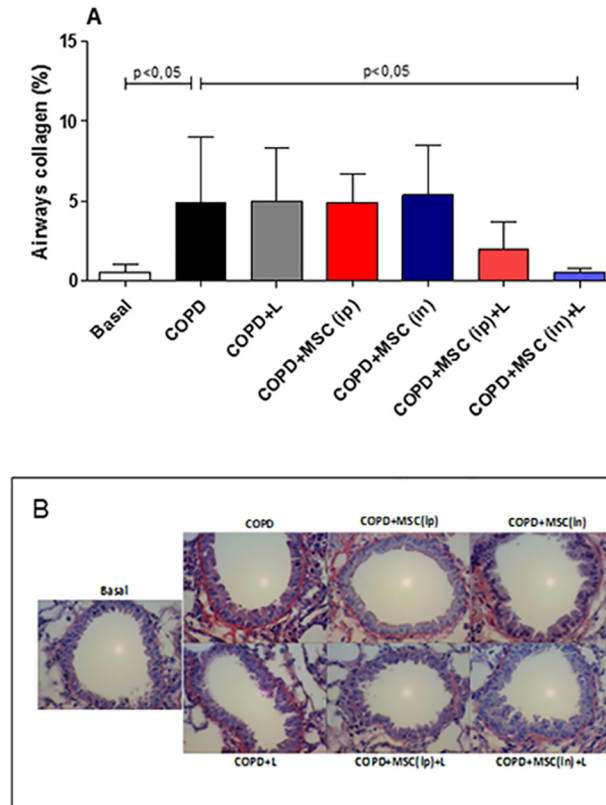 A
15
10
5
0
Airways collagen (%)
p<0,05
p<0,05
Basal
COPD
COPD+L
COPD+MSC (ip)
COPD+MSC (in)
COPD+MSC (ip)+L
COPD+MSC (in)+L
B
COPD
COPD+MSC(ip)
COPD+MSC(in)
Basal
COPD+L
COPD+MSC(ip)+L
COPD+MSC(in)+L